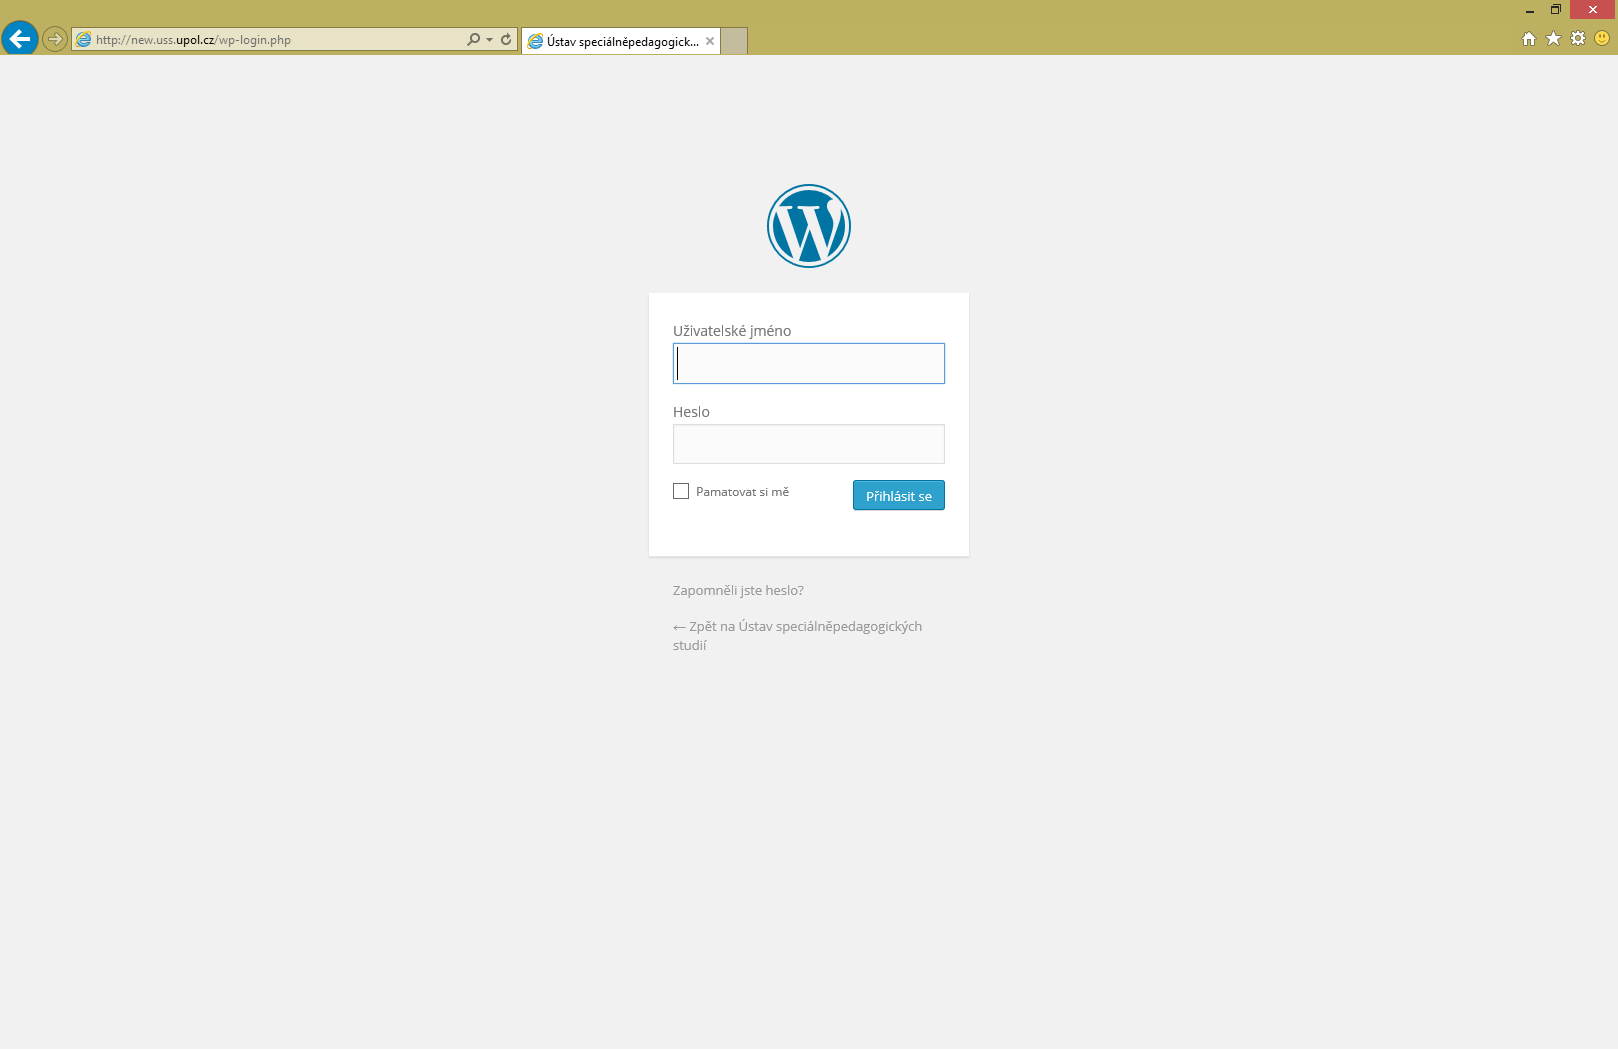 http://new.uss.upol.cz/wp-login.php
Ústav speciálněpedagogick...
Uživatelské jméno
Heslo
Pamatovat si mě
Přihlásit se
Zapomněli jste heslo?
← Zpět na Ústav speciálněpedagogických
studií